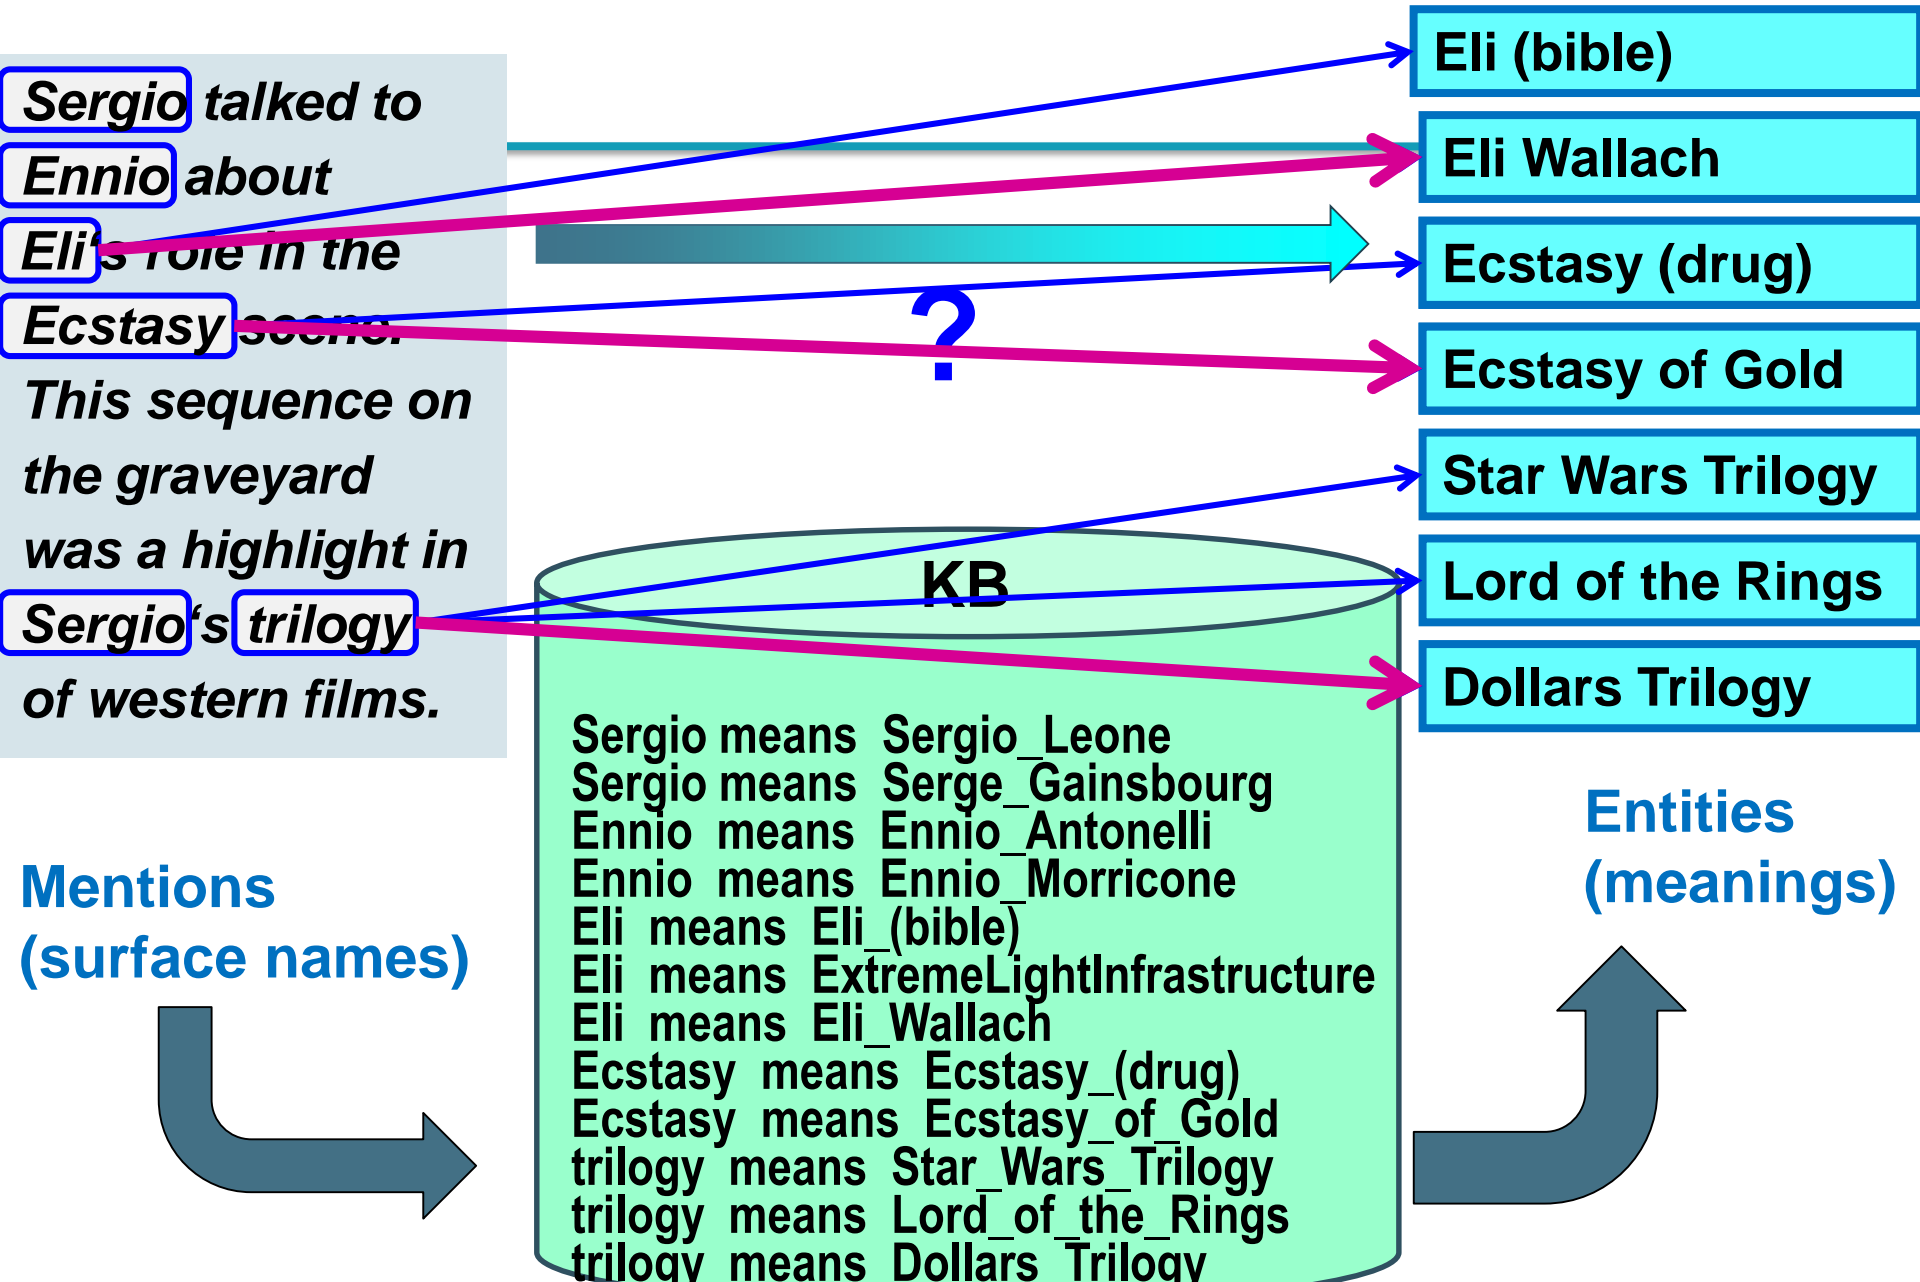 Sergio talked to
Ennio about
Eli‘s role in the
Ecstasy scene.
This sequence on
the graveyard
was a highlight in
Sergio‘s trilogy
of western films.
Mentions
(surface names)
?
KB
Sergio means Sergio_Leone
Sergio means Serge_Gainsbourg
Ennio means Ennio_Antonelli
Ennio means Ennio_Morricone
Eli means Eli_(bible)
Eli means ExtremeLightInfrastructure
Eli means Eli_Wallach
Ecstasy means Ecstasy_(drug)
Ecstasy means Ecstasy_of_Gold
trilogy means Star_Wars_Trilogy
trilogy means Lord_of_the_Rings
trilogy means Dollars_Trilogy
Eli (bible)
Eli Wallach
Ecstasy (drug)
Ecstasy of Gold
Star Wars Trilogy
Lord of the Rings
Dollars Trilogy
Entities
(meanings)